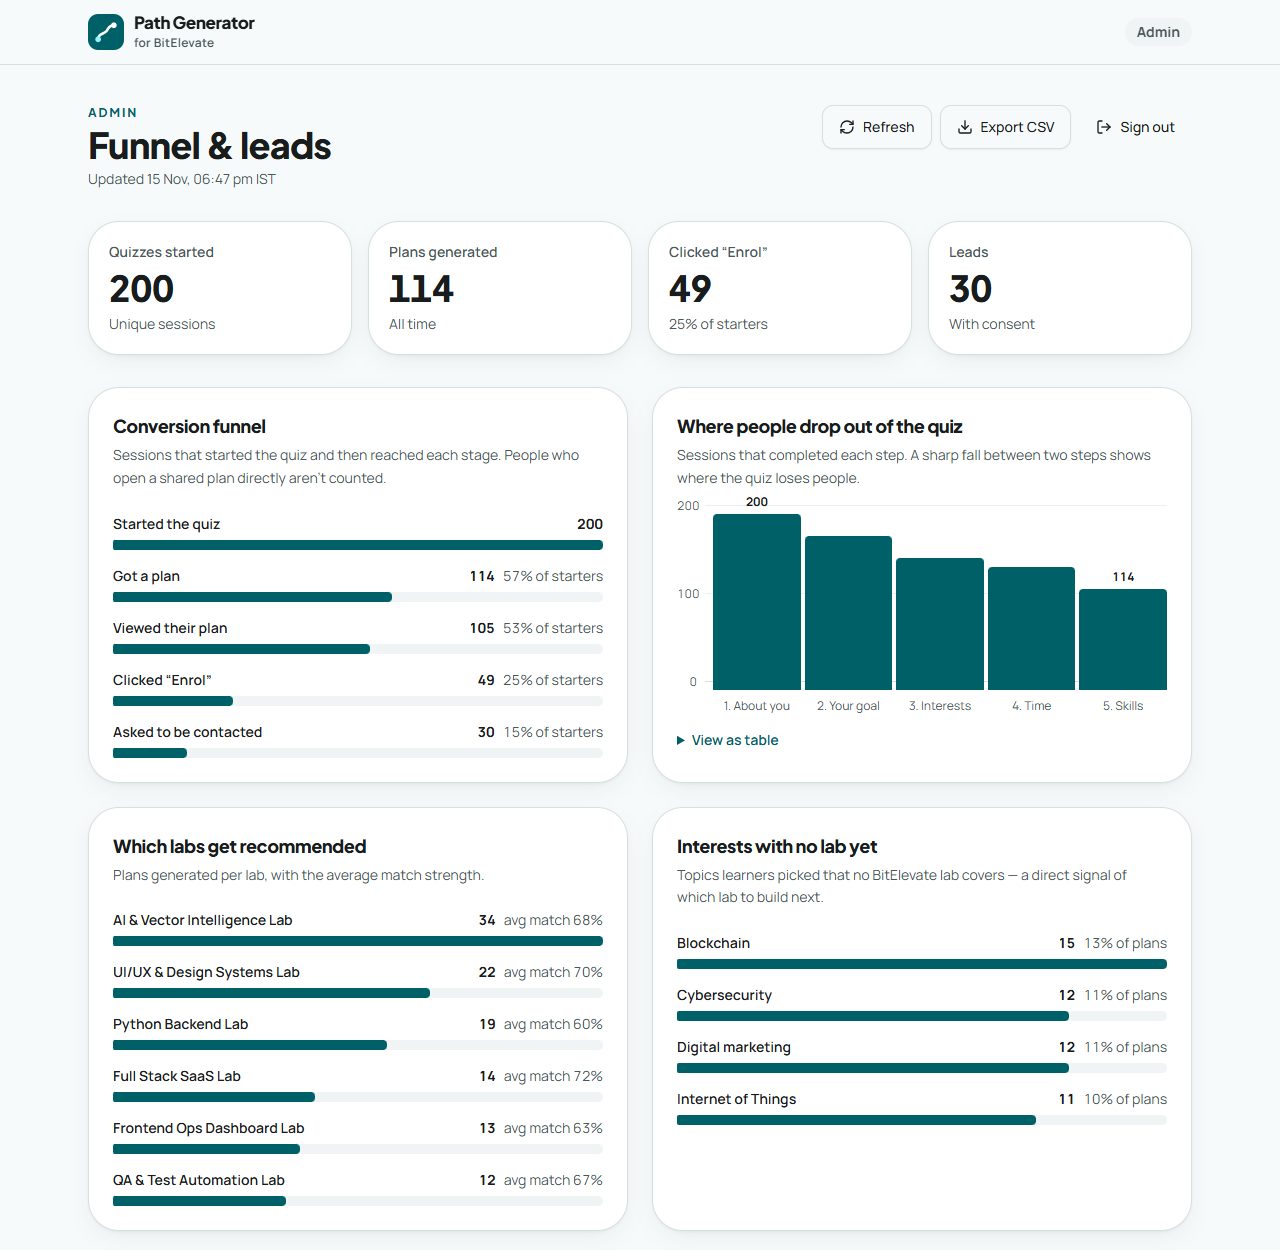 Path Generator
for BitElevate
Admin
ADMIN
Funnel & leads
Updated 15 Nov, 06:47 pm IST
Refresh
Export CSV
Sign out
Quizzes started
200
Unique sessions
Plans generated
114
All time
Clicked “Enrol”
49
25% of starters
Leads
30
With consent
Conversion funnel
Sessions that started the quiz and then reached each stage. People who
open a shared plan directly aren’t counted.
Started the quiz 200
Got a plan 114 57% of starters
Viewed their plan 105 53% of starters
Clicked “Enrol” 49 25% of starters
Asked to be contacted 30 15% of starters
Where people drop out of the quiz
Sessions that completed each step. A sharp fall between two steps shows
where the quiz loses people.
200
200
114
100
0
1. About you 2. Your goal 3. Interests 4. Time 5. Skills
View as table
Which labs get recommended
Plans generated per lab, with the average match strength.
AI & Vector Intelligence Lab 34 avg match 68%
UI/UX & Design Systems Lab 22 avg match 70%
Python Backend Lab 19 avg match 60%
Full Stack SaaS Lab 14 avg match 72%
Frontend Ops Dashboard Lab 13 avg match 63%
QA & Test Automation Lab 12 avg match 67%
Interests with no lab yet
Topics learners picked that no BitElevate lab covers — a direct signal of
which lab to build next.
Blockchain 15 13% of plans
Cybersecurity 12 11% of plans
Digital marketing 12 11% of plans
Internet of Things 11 10% of plans